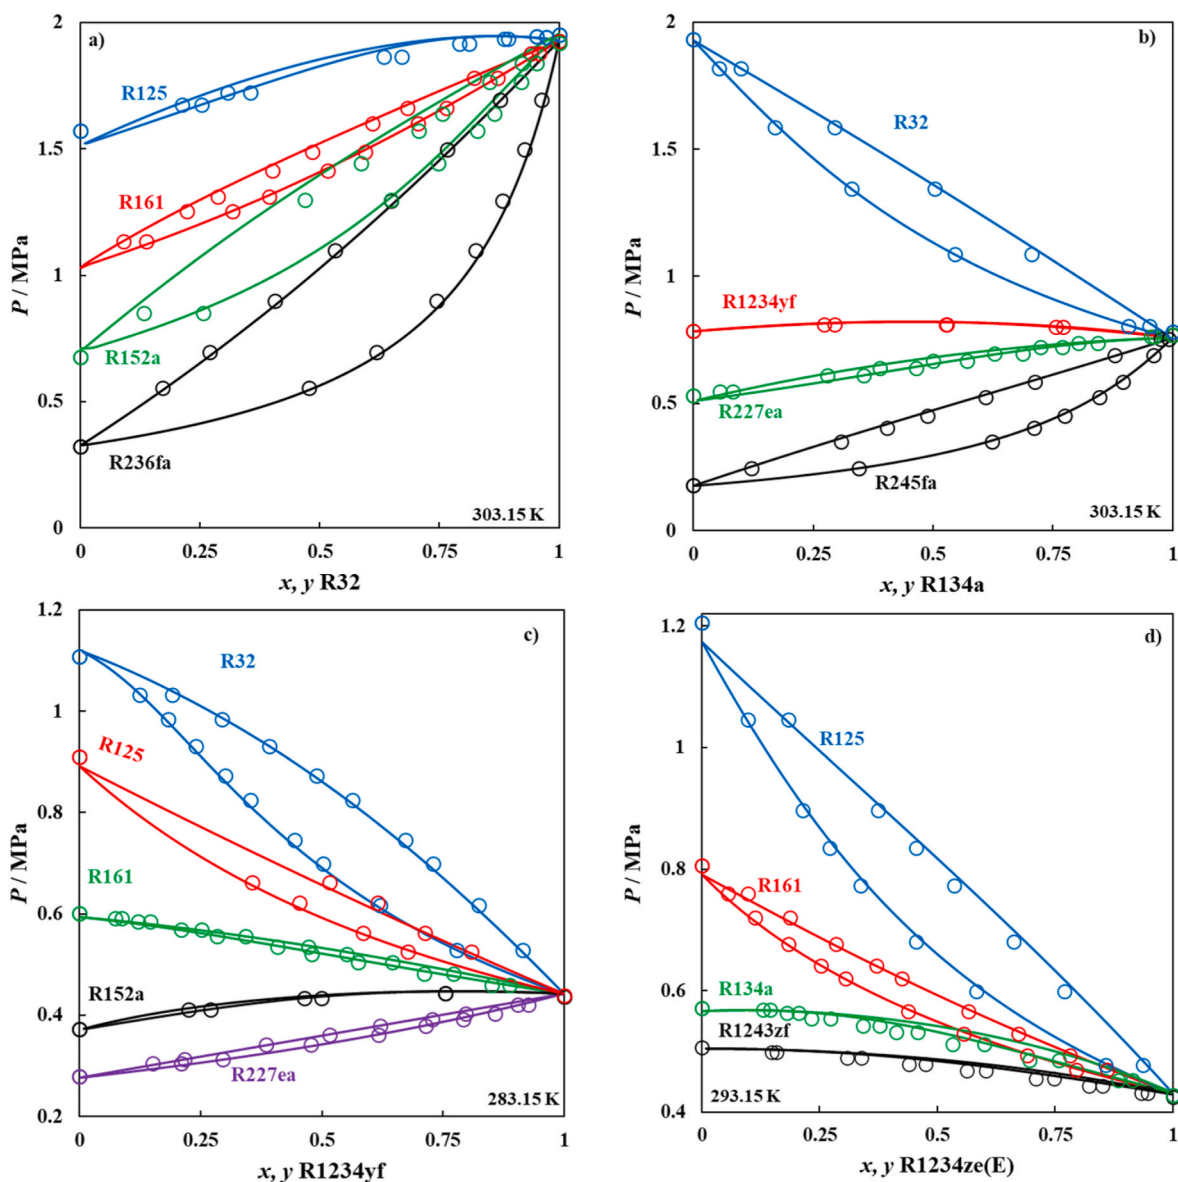 a)
P / MPa
2
1.5
1
0.5
0
R125
R161
R152a
R236fa
303.15 K
0
0.25
0.5
0.75
1
x, y R32
b)
P / MPa
2
1.5
1
0.5
0
R32
R1234yf
R227ea
R245fa
303.15 K
0
0.25
0.5
0.75
1
x, y R134a
c)
P / MPa
1.2
1
0.8
0.6
0.4
0.2
R32
R125
R161
R152a
R227ea
283.15 K
0
0.25
0.5
0.75
1
x, y R1234yf
d)
P / MPa
1.2
1
0.8
0.6
0.4
R125
R161
R134a
R1243zf
293.15 K
0
0.25
0.5
0.75
1
x, y R1234ze(E)